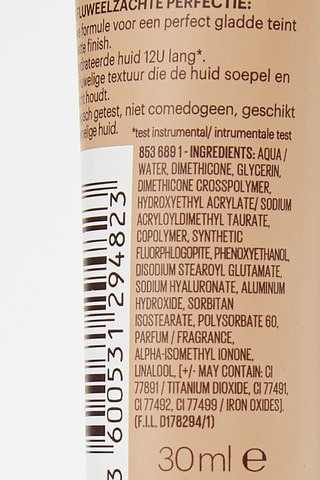 FLUWEELZACHTE PERFECTIE:
formule voor een perfect gladde teint
finish.
huid 12U lang*.
textuur die de huid soepel en
houdt.
getest, niet comedogeen, geschikt
huid.
*test instrumental/ intrumentale test
853 689 1 - INGREDIENTS: AQUA /
WATER, DIMETHICONE, GLYCERIN,
DIMETHICONE CROSSPOLYMER,
HYDROXYETHYL ACRYLATE/ SODIUM
ACRYLOYLDIMETHYL TAURATE,
COPOLYMER, SYNTHETIC
FLUORPHLOGOPITE, PHENOXYETHANOL,
DISODIUM STEAROYL GLUTAMATE,
SODIUM HYALURONATE, ALUMINUM
HYDROXIDE, SORBITAN
ISOSTEARATE, POLYSORBATE 60,
PARFUM / FRAGRANCE,
ALPHA-ISOMETHYL IONONE,
LINALOOL, [+/- MAY CONTAIN: CI
77891 / TITANIUM DIOXIDE, CI 77491,
CI 77492, CI 77499 / IRON OXIDES].
(F.I.L. D178294/1)
30ml e
3 600531 294823